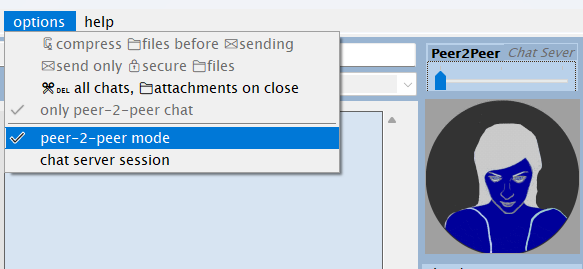 options help
compress files before sending
send only secure files
DEL all chats, attachments on close
only peer-2-peer chat
peer-2-peer mode
chat server session
Peer2Peer Chat Sever